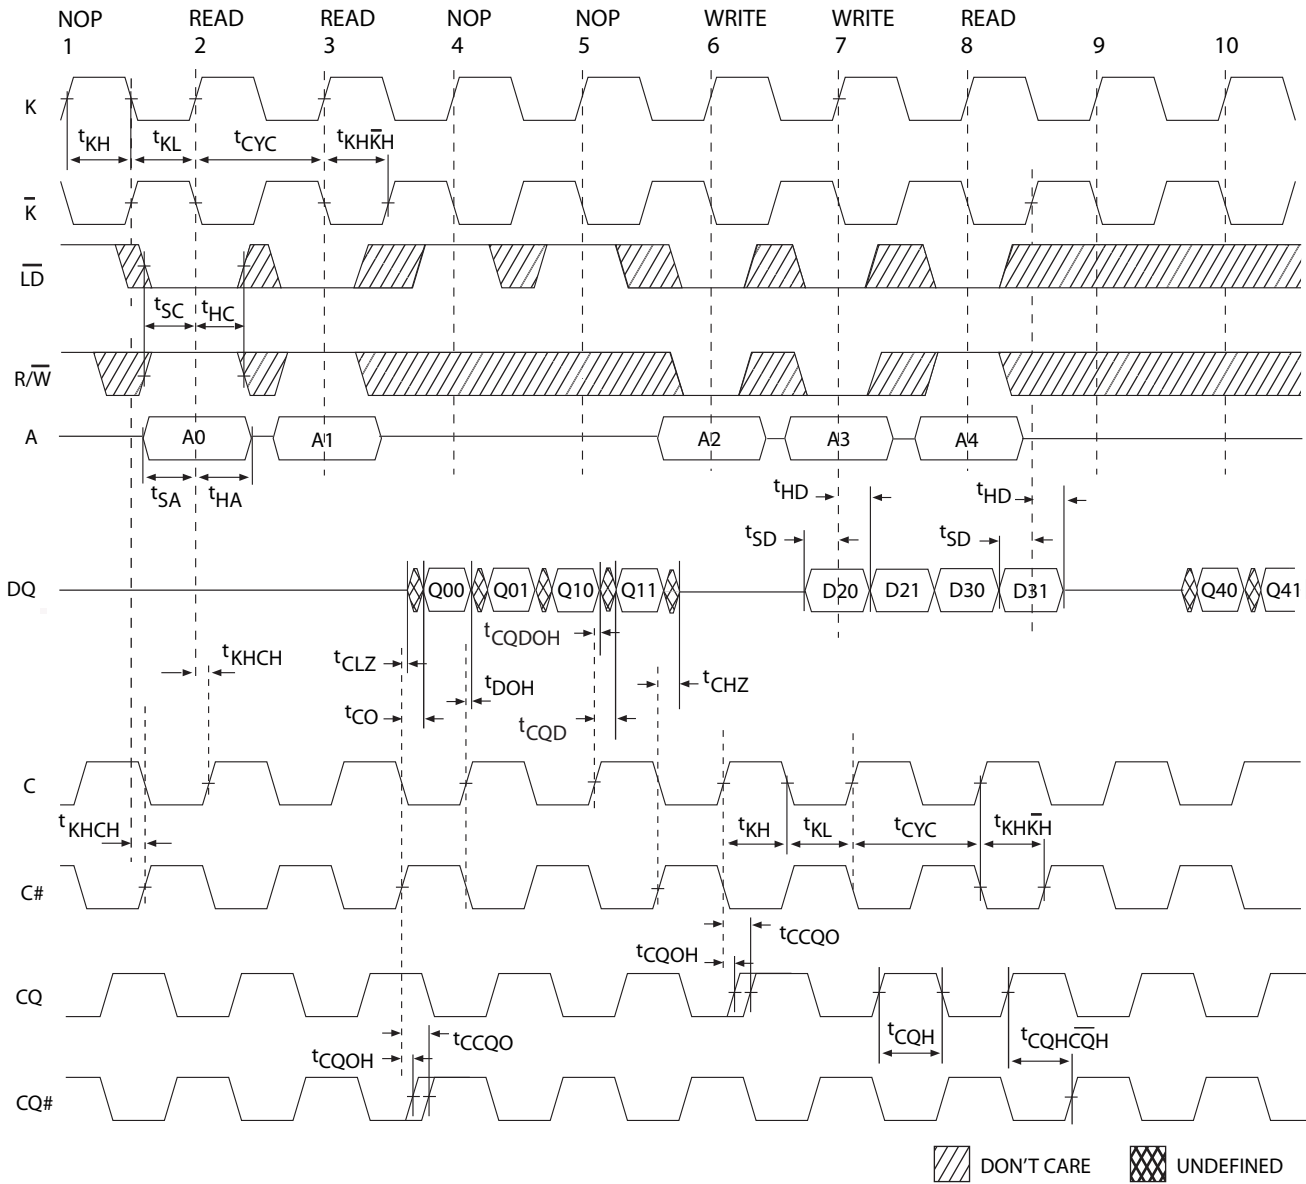 NOP READ READ NOP NOP WRITE WRITE READ
1 2 3 4 5 6 7 8 9 10
K
tKH tKL tCYC tKHK̅H
K̅
L̅D̅
tSC tHC
R/W̅
A A0 A1 A2 A3 A4
tSA tHA tHD tHD
tSD tSD
DQ Q00 Q01 Q10 Q11 D20 D21 D30 D31 Q40 Q41
tCQDOH
tKHCH tCLZ tDOH tCHZ
tCO tCQD
C
tKHCH tKH tKL tCYC tKHK̅H
C#
tCCQO
tCQOH
CQ
tCCQO tCQH tCQHC̅Q̅H
tCQOH
CQ#
DON'T CARE UNDEFINED